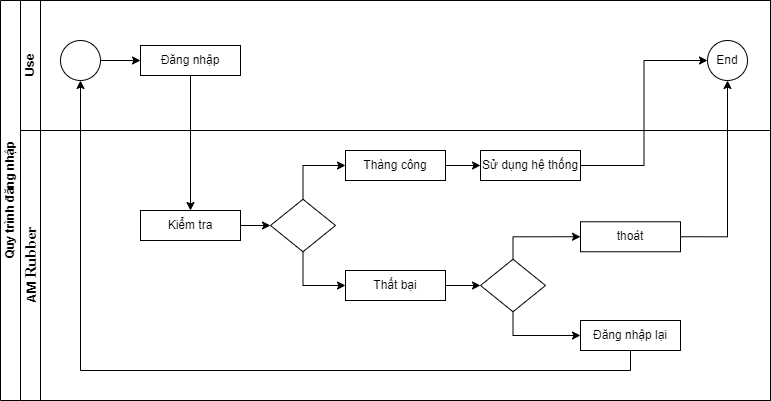 Quy trình đăng nhập
Use
Đăng nhập
End
AM Rubber
Thàng công
Sử dụng hệ thống
Kiểm tra
thoát
Thất bại
Đăng nhập lại